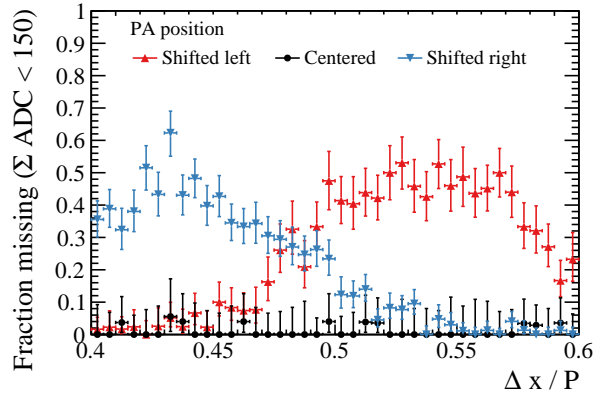 Fraction missing (Σ ADC < 150)
1
0.9
0.8
0.7
0.6
0.5
0.4
0.3
0.2
0.1
0
PA position
Shifted left Centered Shifted right
0.4 0.45 0.5 0.55 0.6
Δ x / P